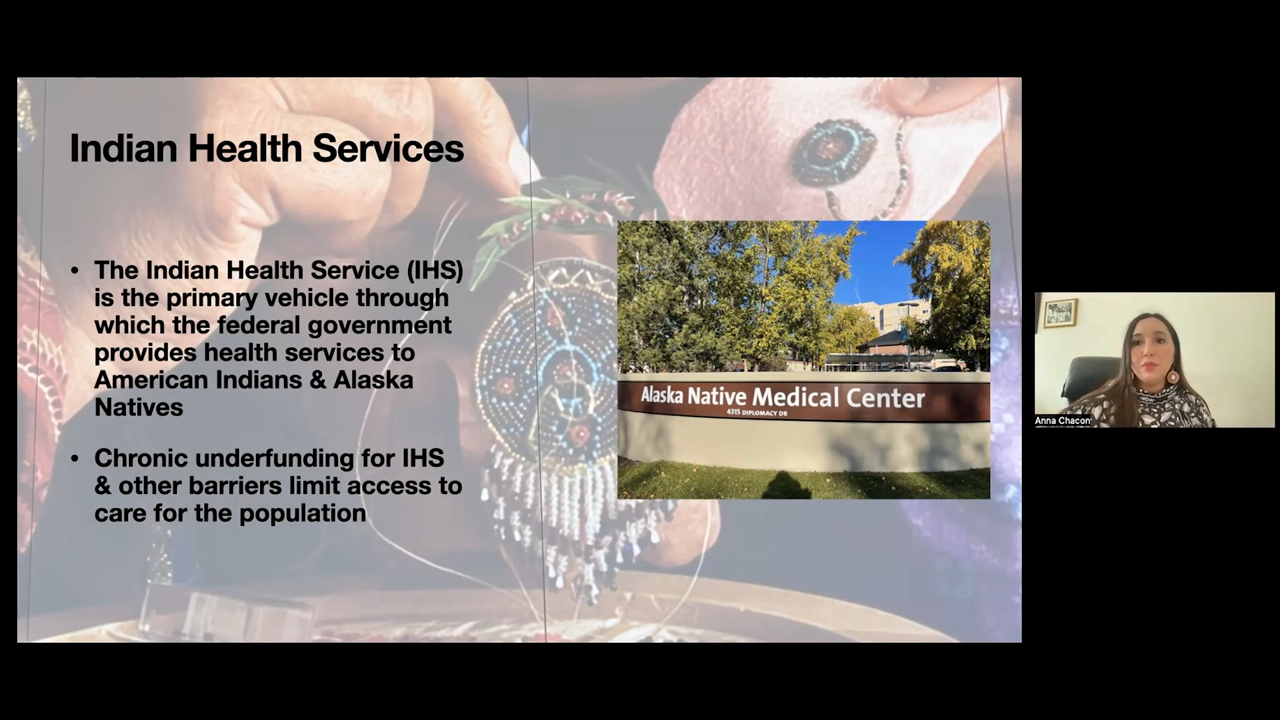 Indian Health Services
• The Indian Health Service (IHS)
is the primary vehicle through
which the federal government
provides health services to
American Indians & Alaska
Natives
• Chronic underfunding for IHS
& other barriers limit access to
care for the population
Alaska Native Medical Center
4315 DIPLOMACY DR
Anna Chacon